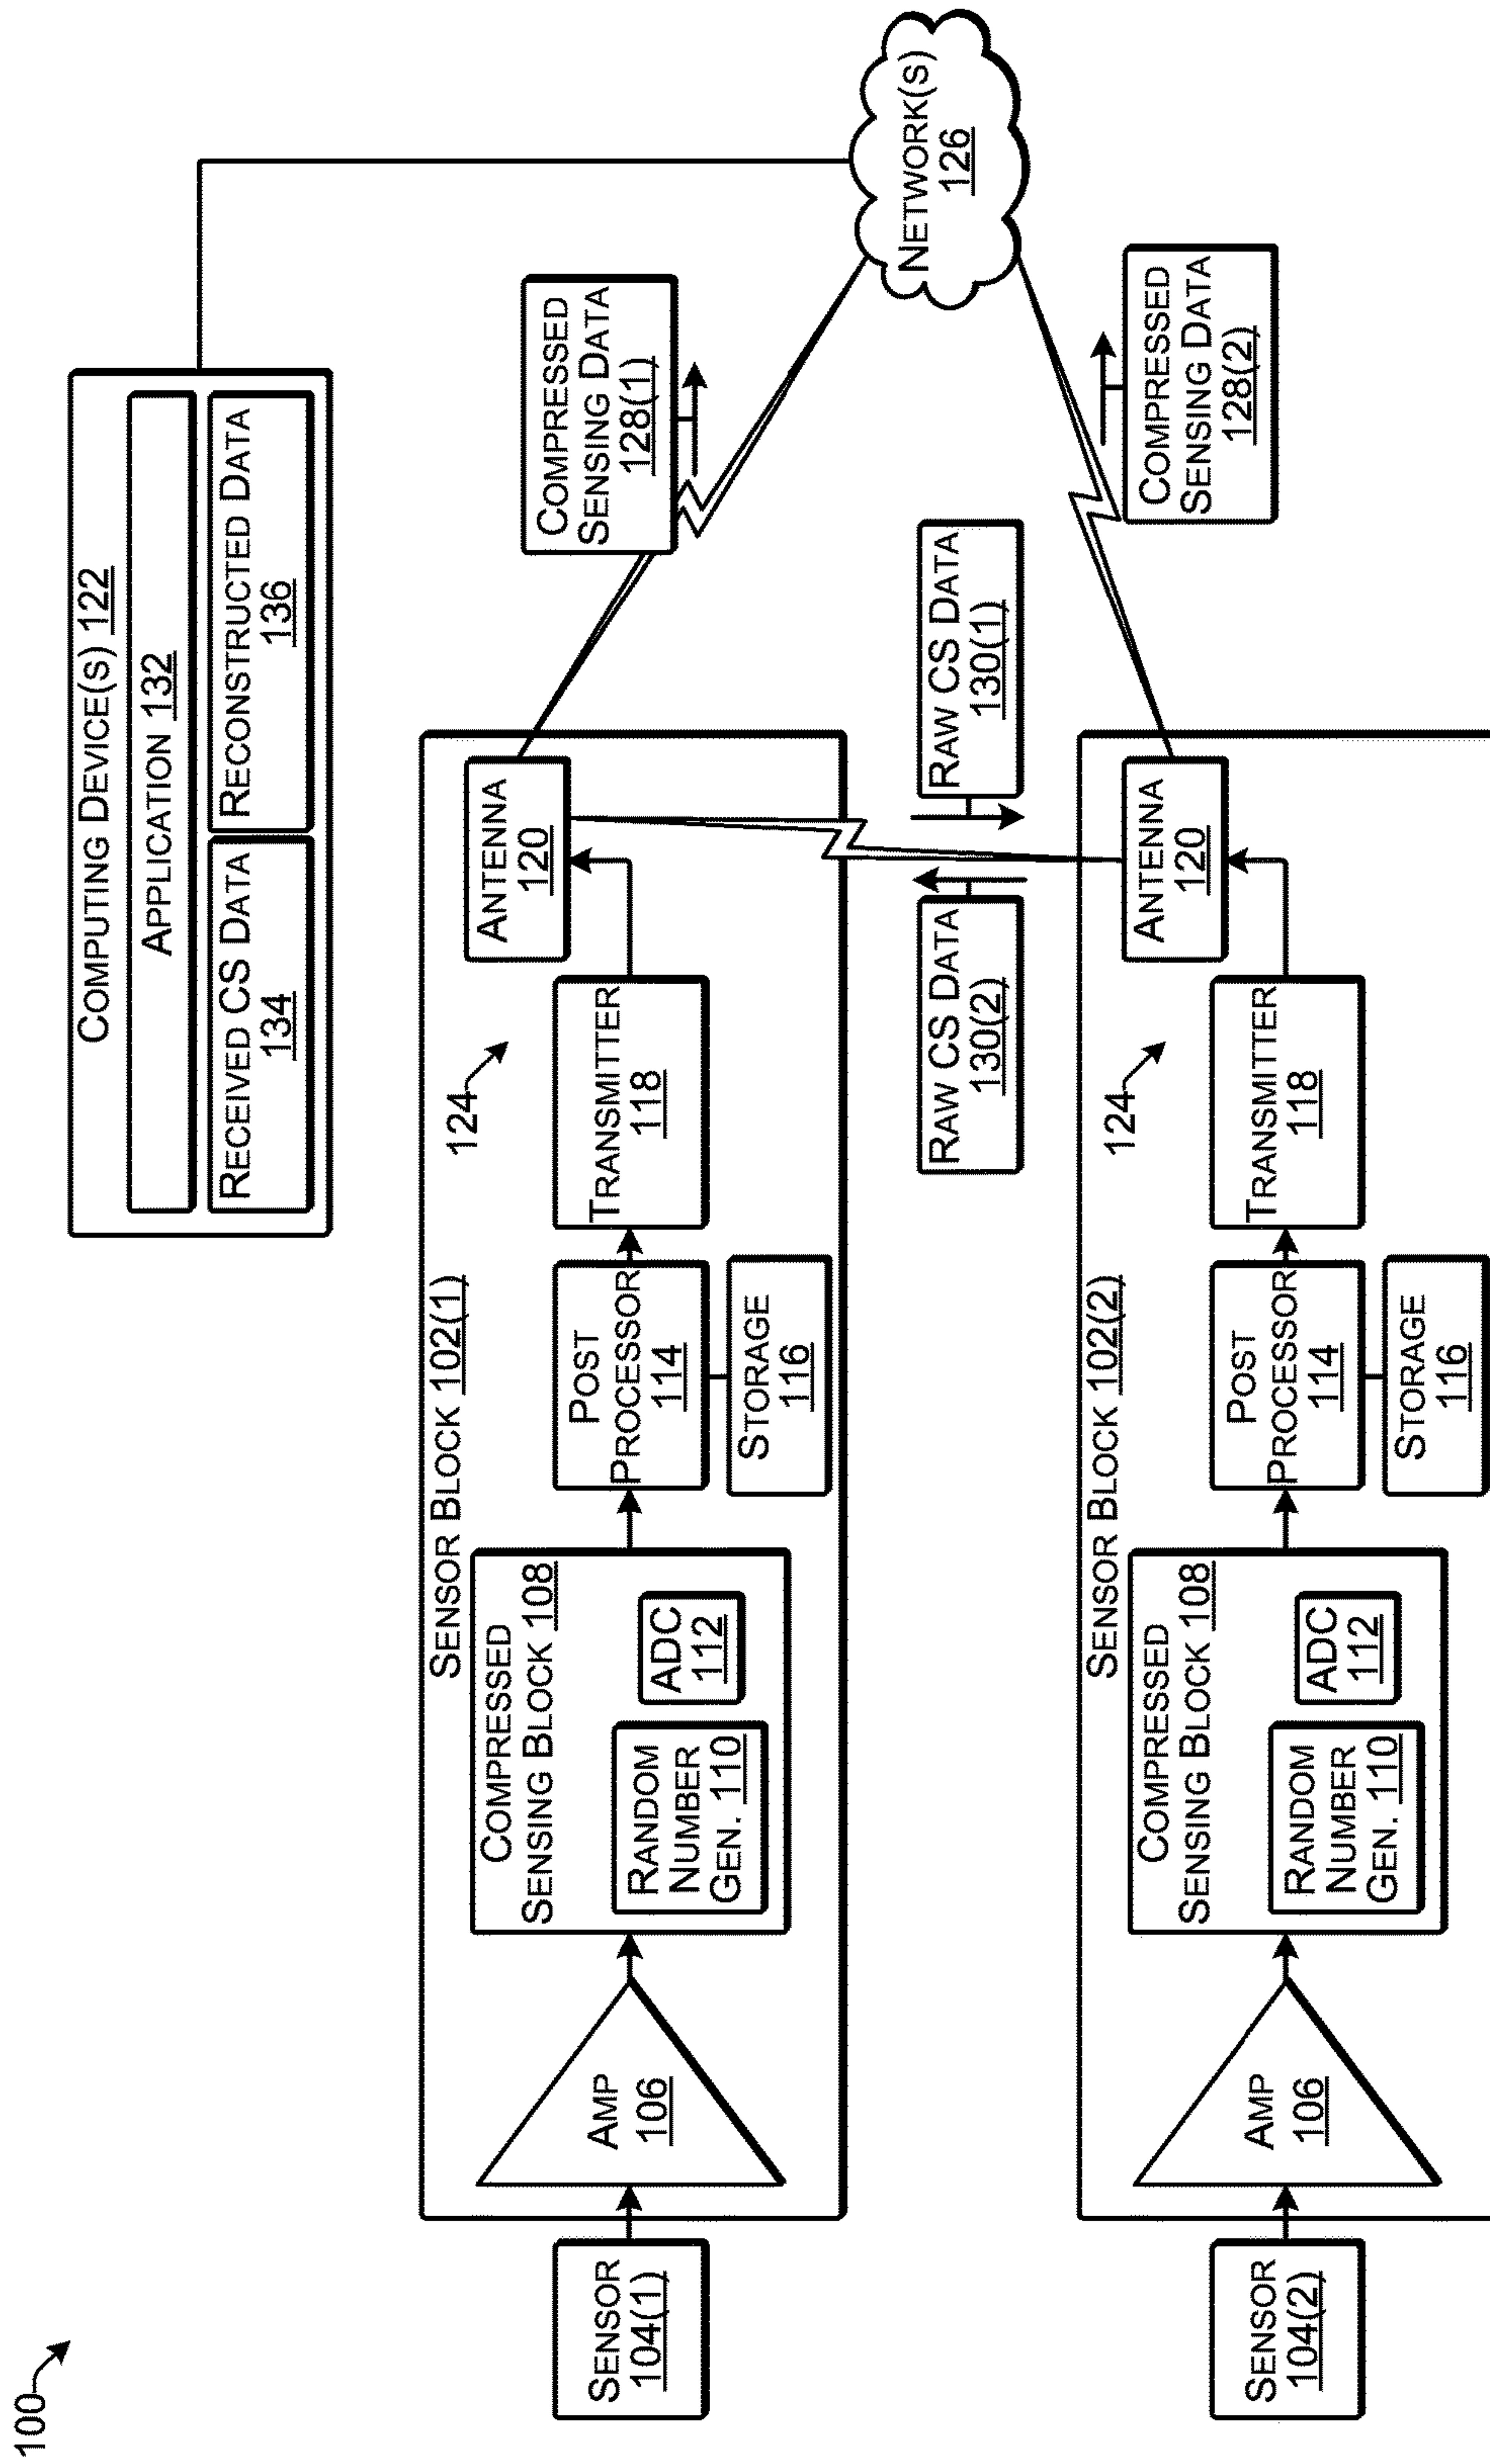 100
COMPUTING DEVICE(S) 122
APPLICATION 132
RECEIVED CS DATA
134
RECONSTRUCTED DATA
136
SENSOR BLOCK 102(1)
SENSOR
104(1)
AMP
106
COMPRESSED
SENSING BLOCK 108
RANDOM
NUMBER
GEN. 110
ADC
112
POST
PROCESSOR
114
STORAGE
116
TRANSMITTER
118
124
ANTENNA
120
COMPRESSED
SENSING DATA
128(1)
NETWORK(S)
126
RAW CS DATA
130(2)
RAW CS DATA
130(1)
SENSOR BLOCK 102(2)
SENSOR
104(2)
AMP
106
COMPRESSED
SENSING BLOCK 108
RANDOM
NUMBER
GEN. 110
ADC
112
POST
PROCESSOR
114
STORAGE
116
TRANSMITTER
118
124
ANTENNA
120
COMPRESSED
SENSING DATA
128(2)